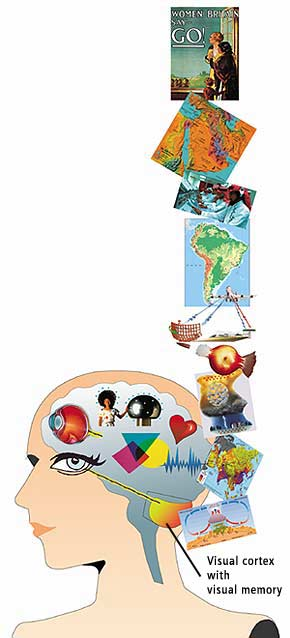 WOMEN BRITAIN
SAY -
GO!
Visual cortex
with
visual memory